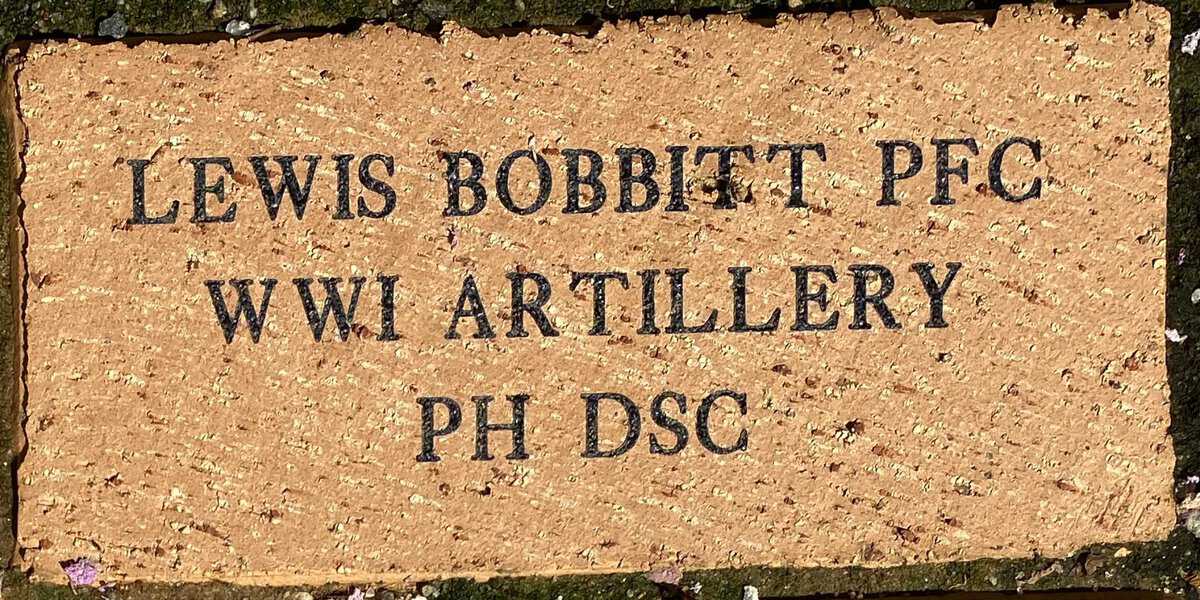 LEWIS BOBBITT PFC
WWI ARTILLERY
PH DSC